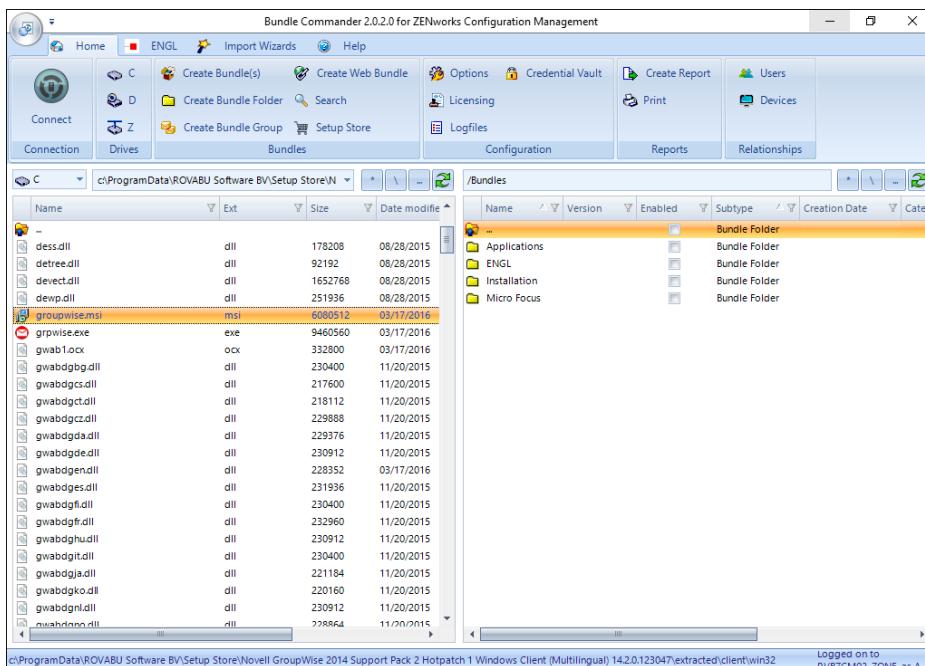 Bundle Commander 2.0.2.0 for ZENworks Configuration Management
Home ENGL Import Wizards Help
Connect
C
D
Z
Create Bundle(s) Create Web Bundle
Create Bundle Folder Search
Create Bundle Group Setup Store
Options Credential Vault
Licensing
Logfiles
Create Report
Print
Users
Devices
Connection Drives Bundles Configuration Reports Relationships
C c:\ProgramData\ROVABU Software BV\Setup Store\N * \ ..
/Bundles * \ ..
Name Ext Size Date modifie
..
dess.dll dll 178208 08/28/2015
detree.dll dll 92192 08/28/2015
devect.dll dll 1652768 08/28/2015
dewp.dll dll 251936 08/28/2015
groupwise.msi msi 6080512 03/17/2016
grpwise.exe exe 9460560 03/17/2016
gwab1.ocx ocx 332800 03/17/2016
gwabdgbg.dll dll 230400 11/20/2015
gwabdgcs.dll dll 217600 11/20/2015
gwabdgct.dll dll 218112 11/20/2015
gwabdgcz.dll dll 229888 11/20/2015
gwabdgda.dll dll 229376 11/20/2015
gwabdgde.dll dll 230912 11/20/2015
gwabdgen.dll dll 228352 03/17/2016
gwabdges.dll dll 231936 11/20/2015
gwabdgfi.dll dll 230400 11/20/2015
gwabdgfr.dll dll 232960 11/20/2015
gwabdghu.dll dll 230912 11/20/2015
gwabdgit.dll dll 230400 11/20/2015
gwabdgja.dll dll 221184 11/20/2015
gwabdgko.dll dll 220160 11/20/2015
gwabdgnl.dll dll 230912 11/20/2015
gwabdgno.dll dll 228864 11/20/2015
Name Version Enabled Subtype Creation Date Cate
.. Bundle Folder
Applications Bundle Folder
ENGL Bundle Folder
Installation Bundle Folder
Micro Focus Bundle Folder
c:\ProgramData\ROVABU Software BV\Setup Store\Novell GroupWise 2014 Support Pack 2 Hotpatch 1 Windows Client (Multilingual) 14.2.0.123047\extracted\client\win32
Logged on to